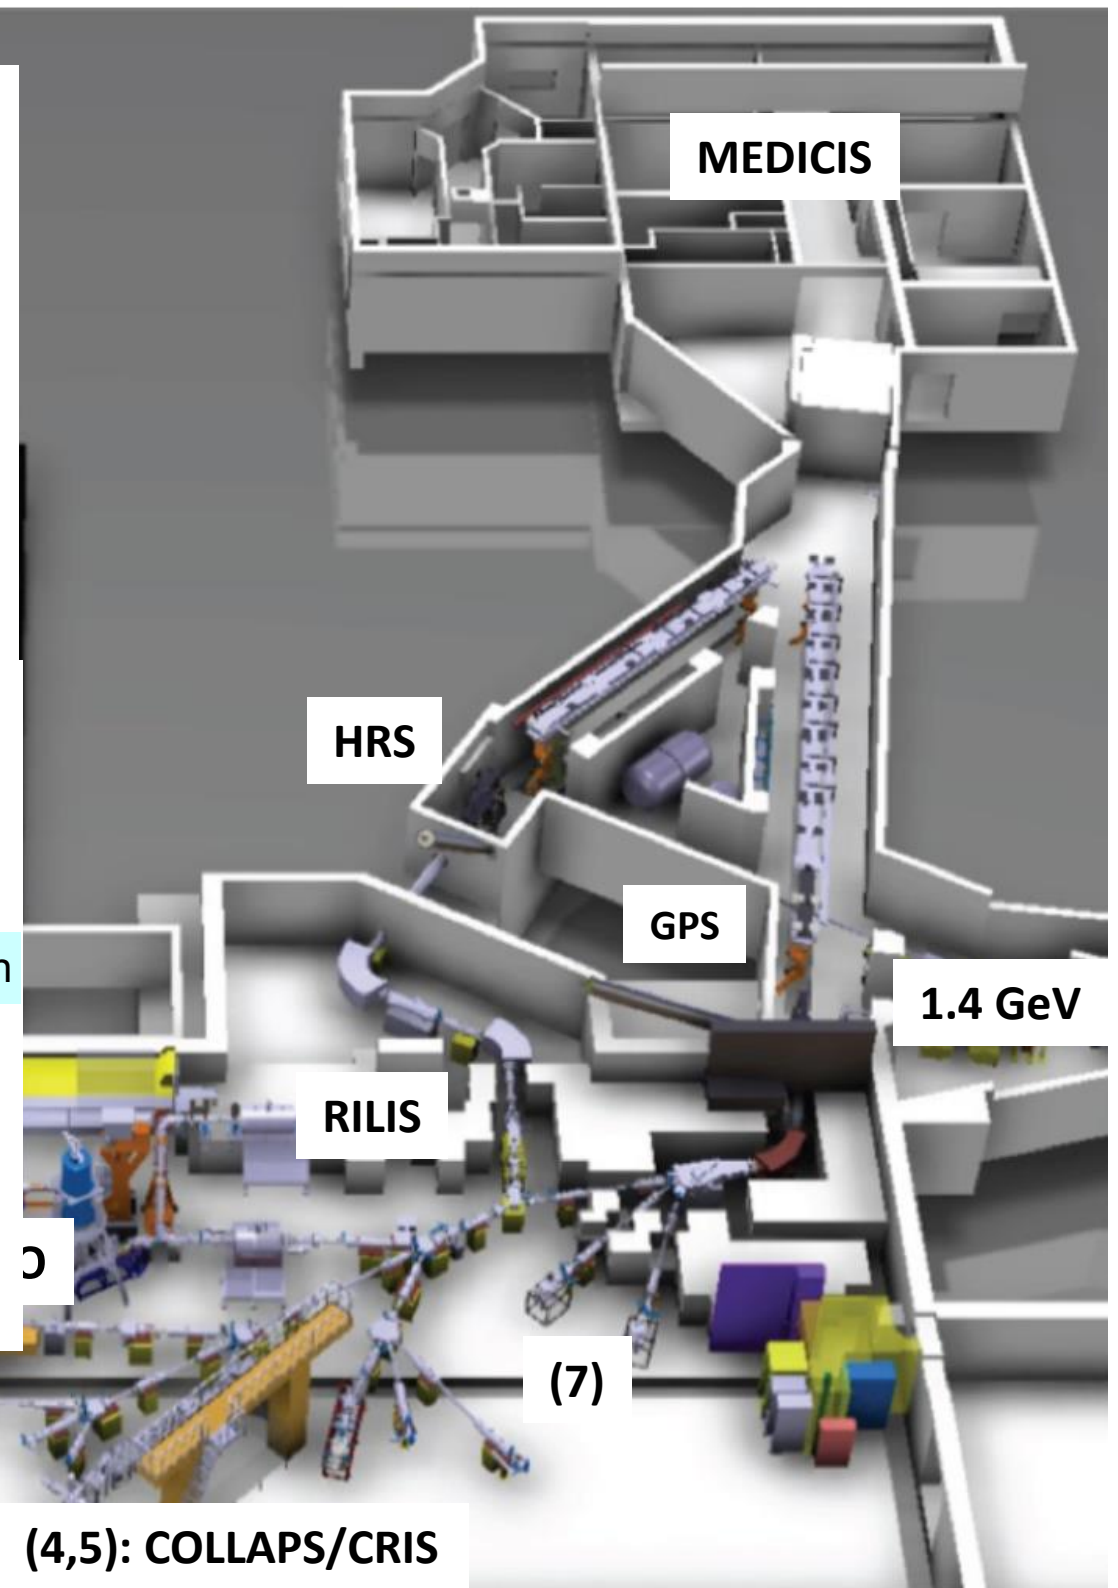 MEDICIS
HRS
GPS
n
1.4 GeV
RILIS
O
(7)
(4,5): COLLAPS/CRIS